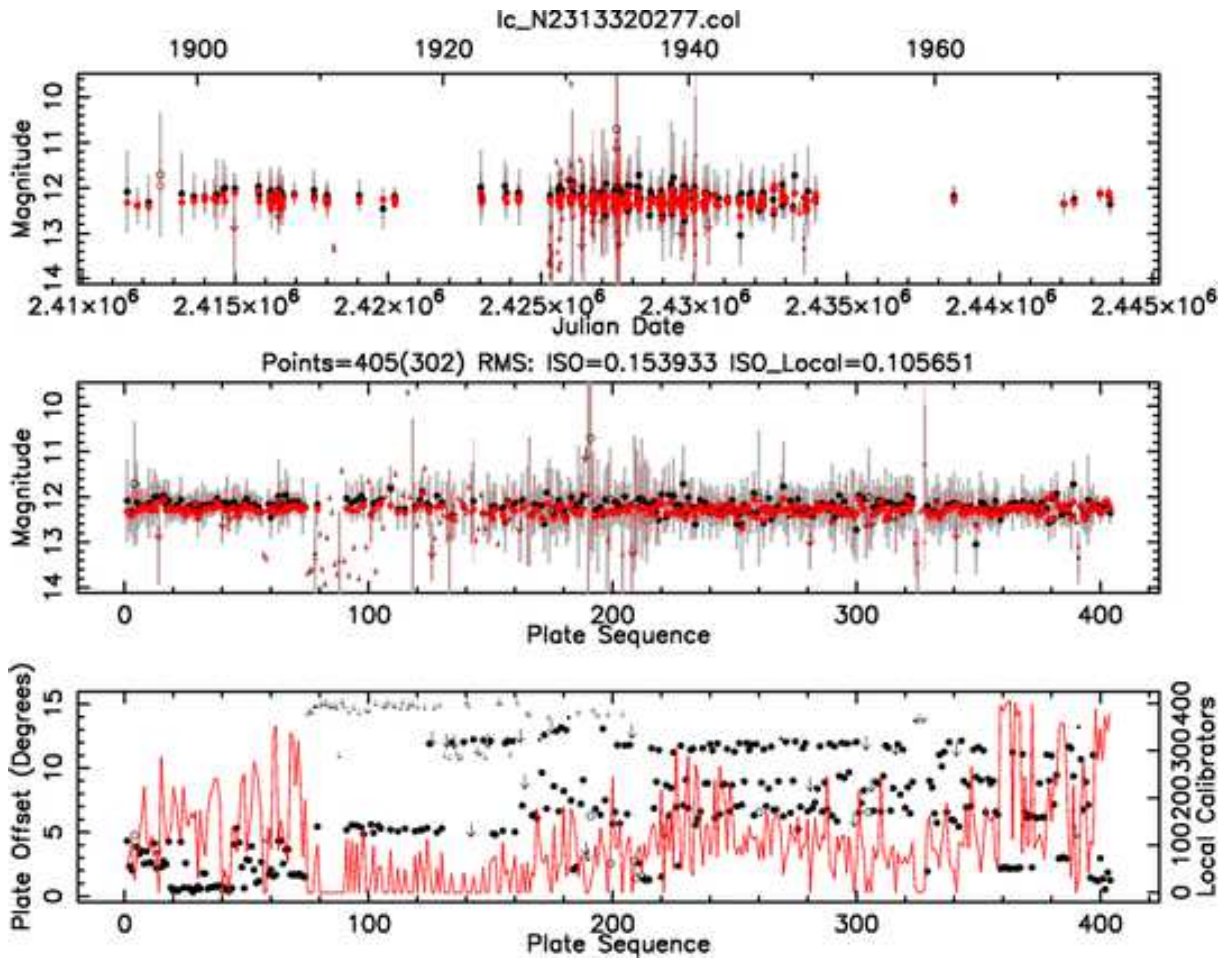 lc_N2313320277.col
1900 1920 1940 1960
Magnitude
10
11
12
13
14
2.41×10⁶ 2.415×10⁶ 2.42×10⁶ 2.425×10⁶ 2.43×10⁶ 2.435×10⁶ 2.44×10⁶ 2.445×10⁶
Julian Date
Points=405(302) RMS: ISO=0.153933 ISO_Local=0.105651
Magnitude
10
11
12
13
14
0 100 200 300 400
Plate Sequence
Plate Offset (Degrees)
15
10
5
0
0 100 200 300 400
Local Calibrators
0 100 200 300 400
Plate Sequence